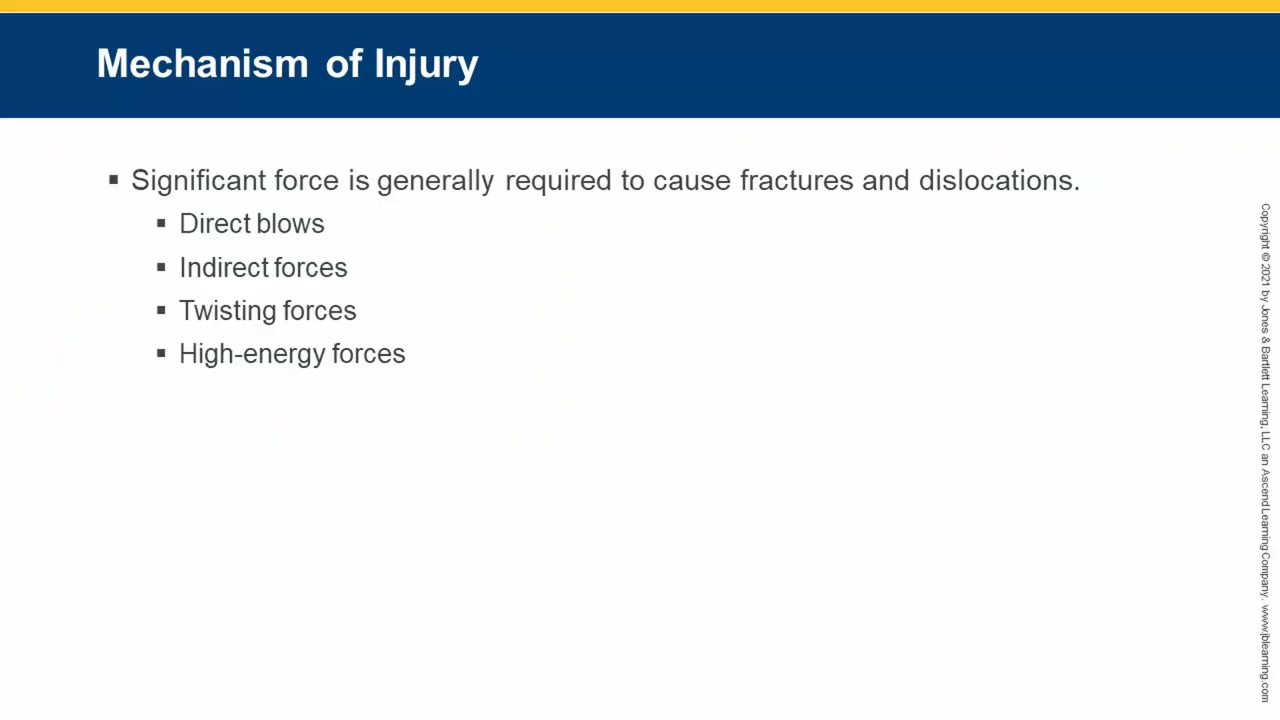 Mechanism of Injury
▪ Significant force is generally required to cause fractures and dislocations.
▪ Direct blows
▪ Indirect forces
▪ Twisting forces
▪ High-energy forces
Copyright © 2021 by Jones & Bartlett Learning, LLC an Ascend Learning Company. www.jblearning.com